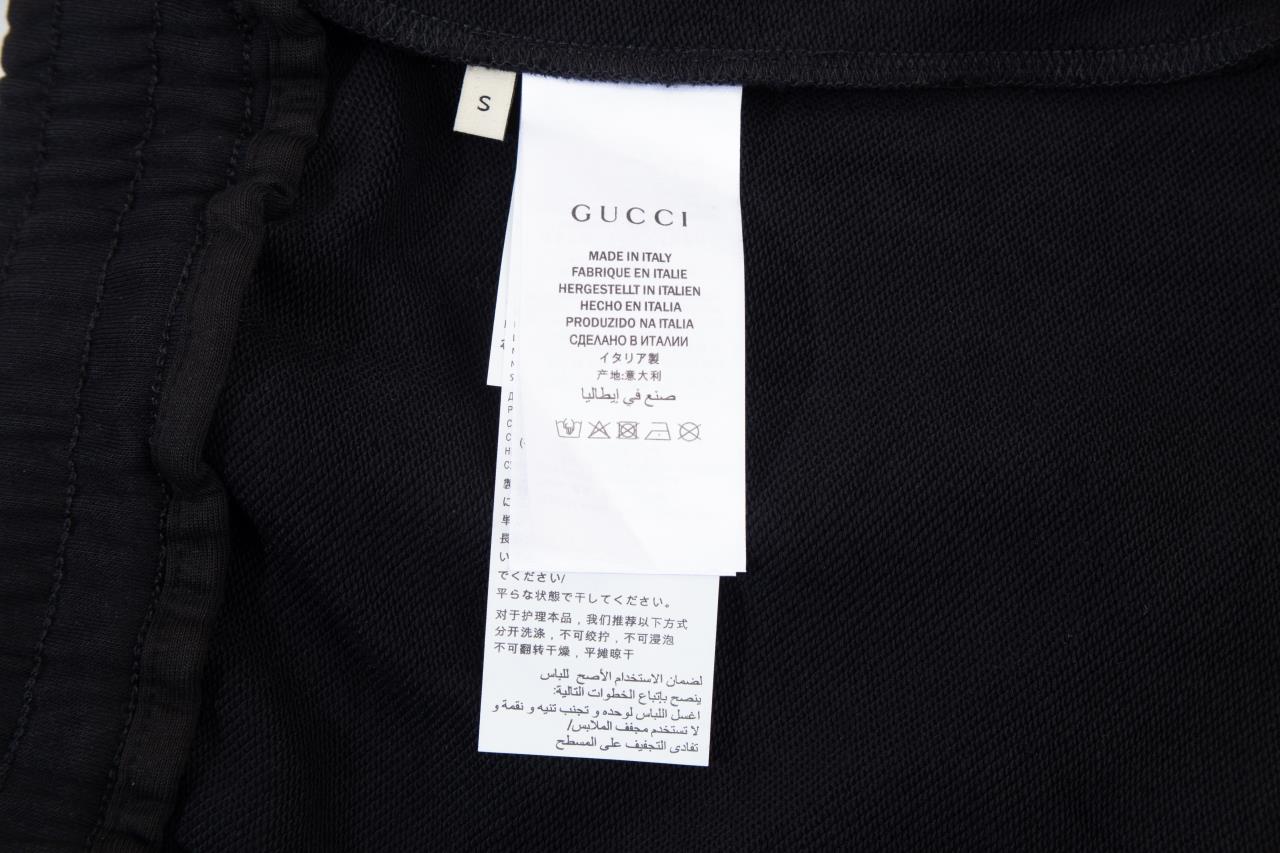 S
GUCCI
MADE IN ITALY
FABRIQUE EN ITALIE
HERGESTELLT IN ITALIEN
HECHO EN ITALIA
PRODUZIDO NA ITALIA
СДЕЛАНО В ИТАЛИИ
イタリア製
产地:意大利
صنع في إيطاليا
でください/
平らな状態で干してください。
对于护理本品，我们推荐以下方式
分开洗涤，不可绞拧，不可浸泡
不可翻转干燥，平摊晾干
لضمان الاستخدام الأصح للباس
ينصح بإتباع الخطوات التالية:
اغسل اللباس لوحده و تجنب تنيه و نقمة و
لا تستخدم مجفف الملابس/
تفادى التجفيف على المسطح